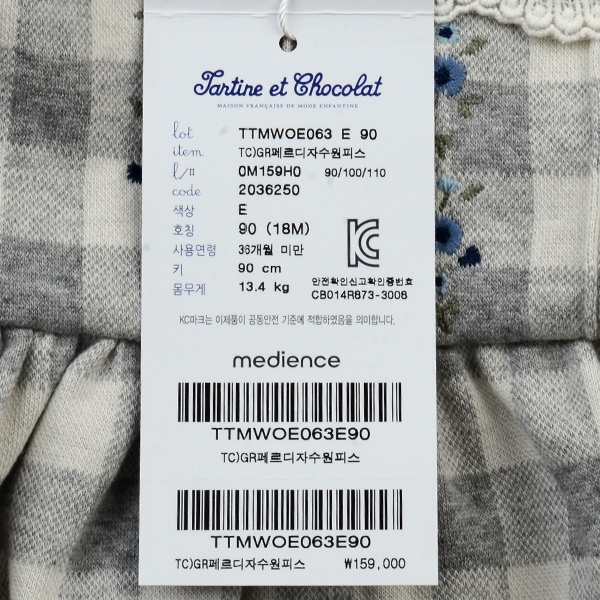 Tartine et Chocolat
MAISON FRANÇAISE DE MODE ENFANTINE
lot TTMWOE063 E 90
item TC)GR페르디자수원피스
l/# 0M159H0 90/100/110
code 2036250
색상 E
호칭 90 (18M)
사용연령 36개월 미만
키 90 cm
몸무게 13.4 kg
안전확인신고확인증번호
CB014R873-3008
KC마크는 이제품이 공동안전 기준에 적합하였음을 의미합니다.
medience
TTMWOE063E90
TC)GR페르디자수원피스
TTMWOE063E90
TC)GR페르디자수원피스 ₩159,000